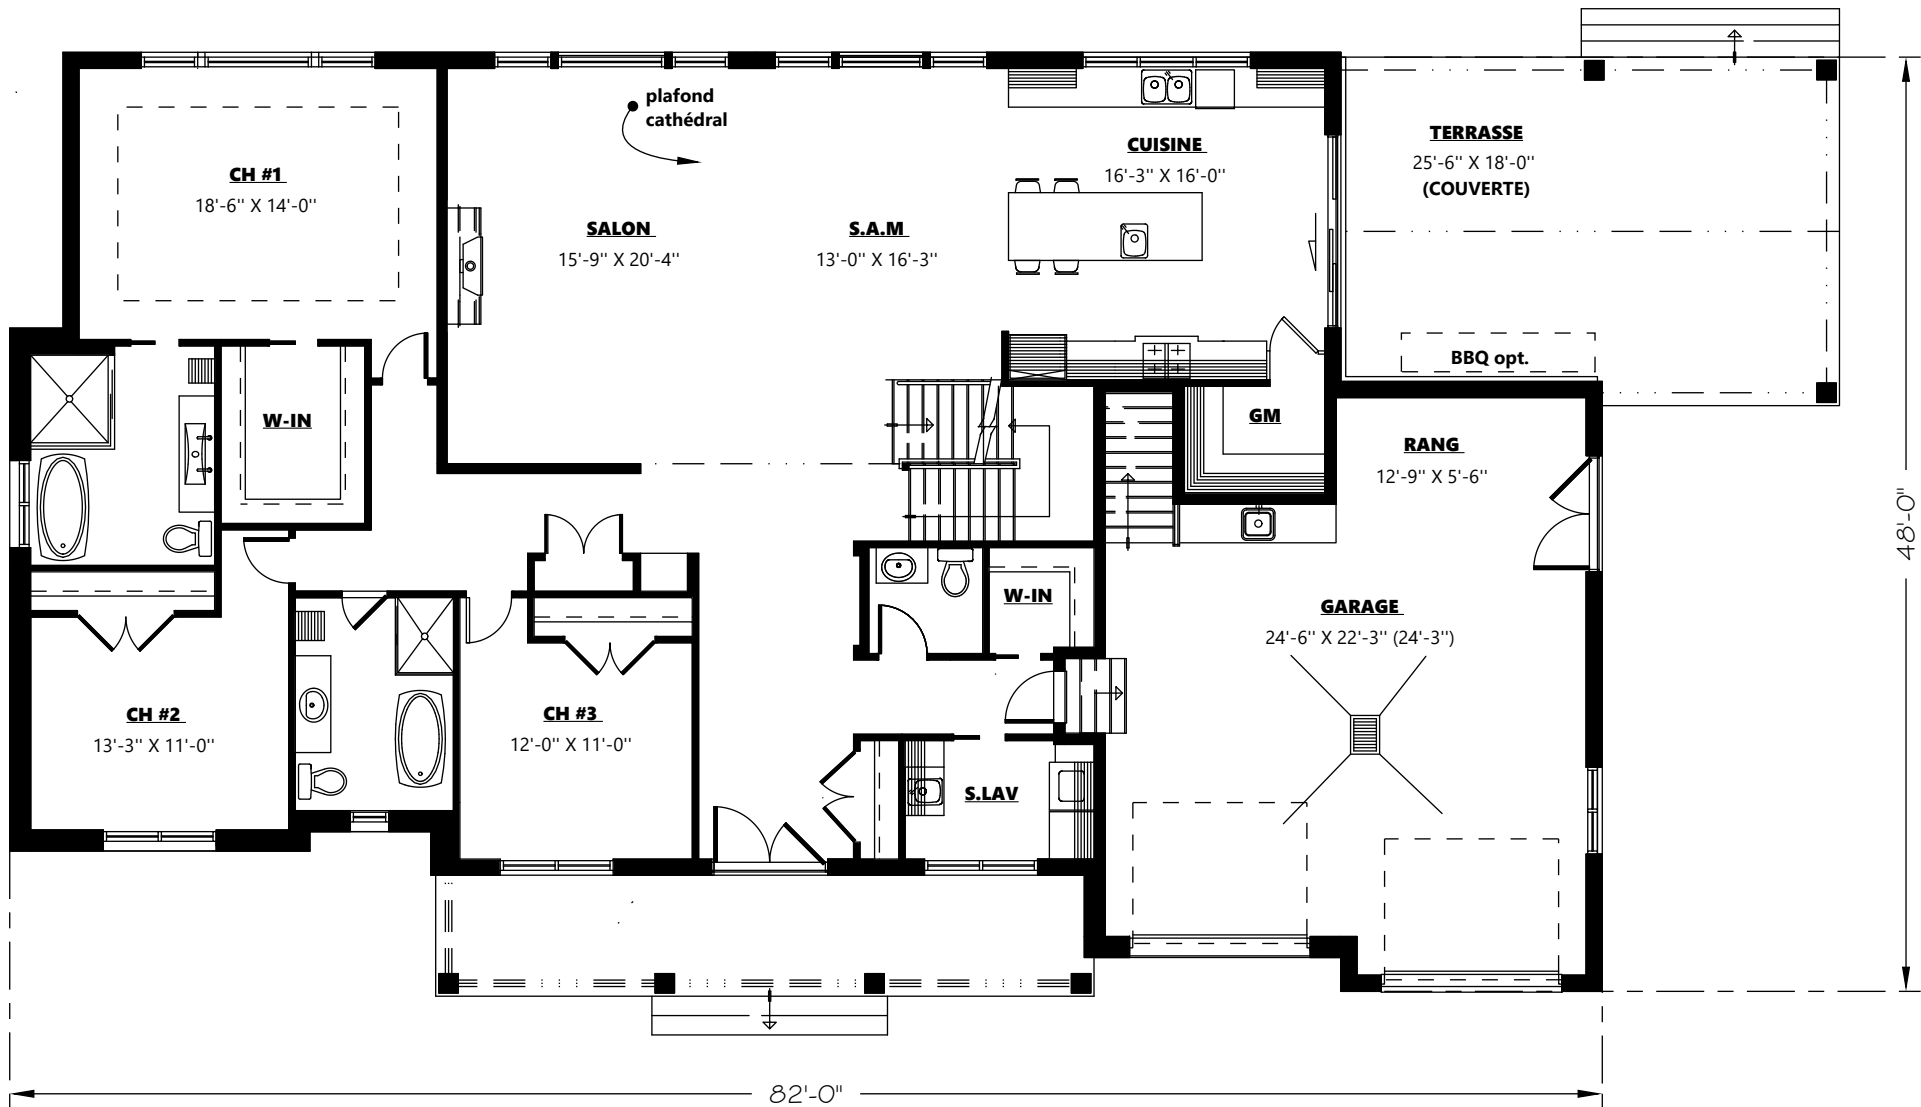 plafond
cathédral
CH #1
18'-6'' X 14'-0''
SALON
15'-9'' X 20'-4''
S.A.M
13'-0'' X 16'-3''
CUISINE
16'-3'' X 16'-0''
TERRASSE
25'-6'' X 18'-0''
(COUVERTE)
BBQ opt.
W-IN
GM
RANG
12'-9'' X 5'-6''
48'-0"
W-IN
GARAGE
24'-6'' X 22'-3'' (24'-3'')
CH #2
13'-3'' X 11'-0''
CH #3
12'-0'' X 11'-0''
S.LAV
82'-0"